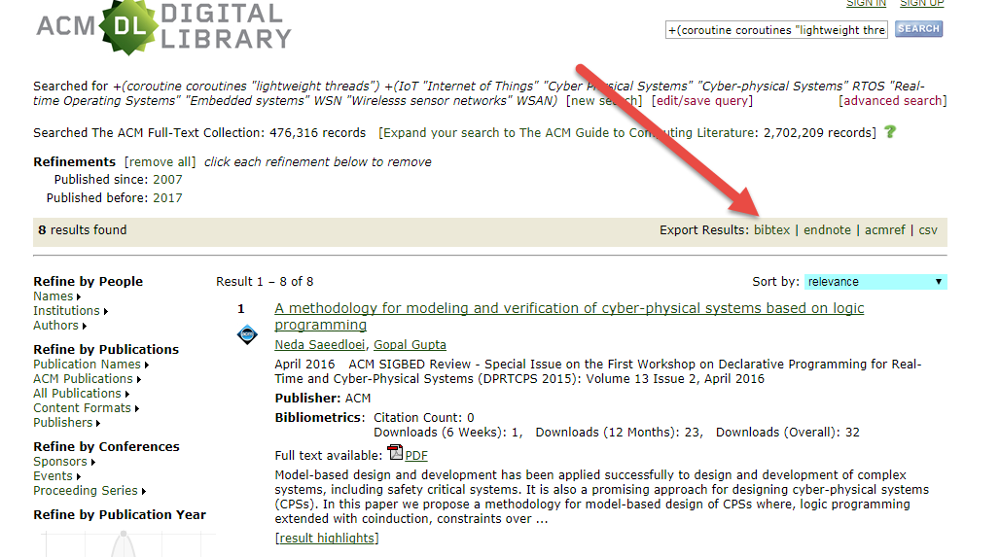 SIGN IN SIGN UP
ACM DL DIGITAL
LIBRARY
+(coroutine coroutines "lightweight thre SEARCH
Searched for +(coroutine coroutines "lightweight threads") +(IoT "Internet of Things" "Cyber Physical Systems" "Cyber-physical Systems" RTOS "Real-
time Operating Systems" "Embedded systems" WSN "Wirelesss sensor networks" WSAN) [new search] [edit/save query] [advanced search]
Searched The ACM Full-Text Collection: 476,316 records [Expand your search to The ACM Guide to Computing Literature: 2,702,209 records] ?
Refinements [remove all] click each refinement below to remove
Published since: 2007
Published before: 2017
8 results found Export Results: bibtex | endnote | acmref | csv
Refine by People
Names
Institutions
Authors
Refine by Publications
Publication Names
ACM Publications
All Publications
Content Formats
Publishers
Refine by Conferences
Sponsors
Events
Proceeding Series
Refine by Publication Year
Result 1 – 8 of 8 Sort by: relevance
1 A methodology for modeling and verification of cyber-physical systems based on logic
programming
Neda Saeedloei, Gopal Gupta
April 2016 ACM SIGBED Review - Special Issue on the First Workshop on Declarative Programming for Real-
Time and Cyber-Physical Systems (DPRTCPS 2015): Volume 13 Issue 2, April 2016
Publisher: ACM
Bibliometrics: Citation Count: 0
Downloads (6 Weeks): 1, Downloads (12 Months): 23, Downloads (Overall): 32
Full text available: PDF
Model-based design and development has been applied successfully to design and development of complex
systems, including safety critical systems. It is also a promising approach for designing cyber-physical systems
(CPSs). In this paper we propose a methodology for model-based design of CPSs where, logic programming
extended with coinduction, constraints over ...
[result highlights]